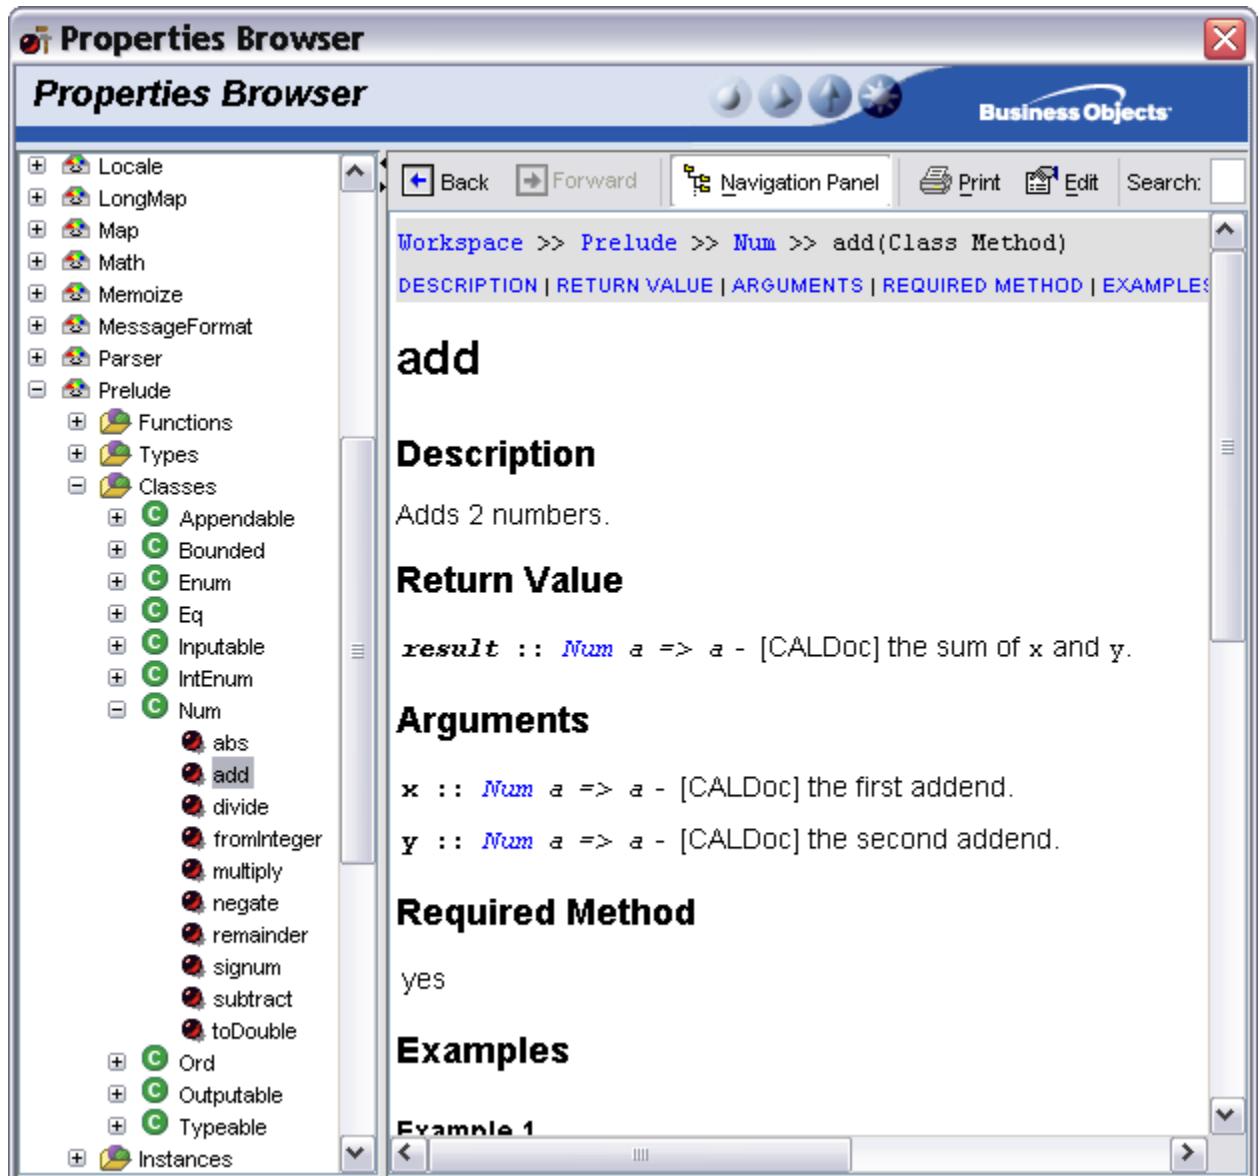 Properties Browser
Properties Browser
Business Objects
Locale
LongMap
Map
Math
Memoize
MessageFormat
Parser
Prelude
Functions
Types
Classes
Appendable
Bounded
Enum
Eq
Inputable
IntEnum
Num
abs
add
divide
fromInteger
multiply
negate
remainder
signum
subtract
toDouble
Ord
Outputable
Typeable
Instances
Back Forward Navigation Panel Print Edit Search:
Workspace >> Prelude >> Num >> add(Class Method)
DESCRIPTION | RETURN VALUE | ARGUMENTS | REQUIRED METHOD | EXAMPLES
add
Description
Adds 2 numbers.
Return Value
result :: Num a => a - [CALDoc] the sum of x and y.
Arguments
x :: Num a => a - [CALDoc] the first addend.
y :: Num a => a - [CALDoc] the second addend.
Required Method
yes
Examples
Example 1